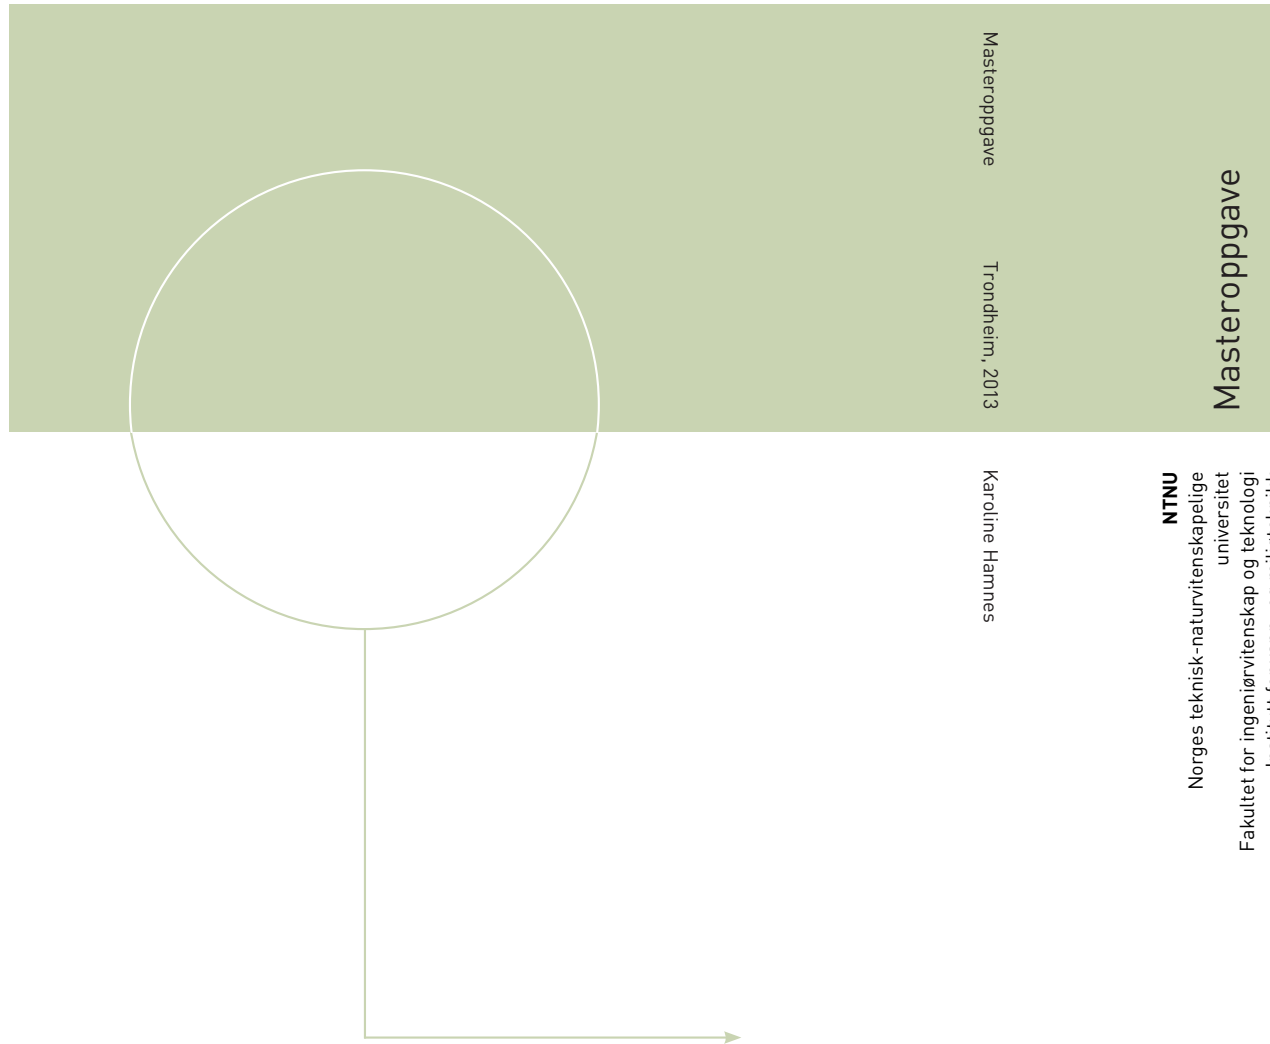 Masteroppgave
Trondheim, 2013
Karoline Hamnes
Masteroppgave
NTNU
Norges teknisk-naturvitenskapelige
universitet
Fakultet for ingeniørvitenskap og teknologi